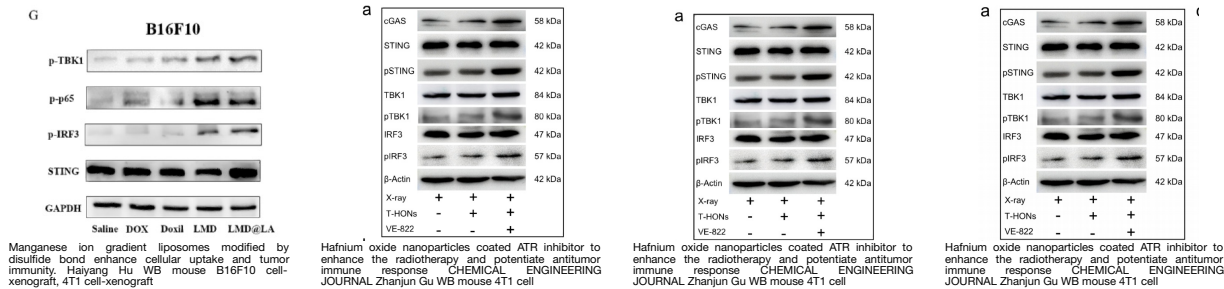 G
B16F10
p-TBK1
p-p65
p-IRF3
STING
GAPDH
Saline DOX Doxil LMD LMD@LA
Manganese ion gradient liposomes modified by
disulfide bond enhance cellular uptake and tumor
immunity. Haiyang Hu WB mouse B16F10 cell-
xenograft, 4T1 cell-xenograft
a
cGAS 58 kDa
STING 42 kDa
pSTING 42 kDa
TBK1 84 kDa
pTBK1 80 kDa
IRF3 47 kDa
pIRF3 57 kDa
β-Actin 42 kDa
X-ray + + +
T-HONs - + +
VE-822 - - +
Hafnium oxide nanoparticles coated ATR inhibitor to
enhance the radiotherapy and potentiate antitumor
immune response CHEMICAL ENGINEERING
JOURNAL Zhanjun Gu WB mouse 4T1 cell
a
cGAS 58 kDa
STING 42 kDa
pSTING 42 kDa
TBK1 84 kDa
pTBK1 80 kDa
IRF3 47 kDa
pIRF3 57 kDa
β-Actin 42 kDa
X-ray + + +
T-HONs - + +
VE-822 - - +
Hafnium oxide nanoparticles coated ATR inhibitor to
enhance the radiotherapy and potentiate antitumor
immune response CHEMICAL ENGINEERING
JOURNAL Zhanjun Gu WB mouse 4T1 cell
a
cGAS 58 kDa
STING 42 kDa
pSTING 42 kDa
TBK1 84 kDa
pTBK1 80 kDa
IRF3 47 kDa
pIRF3 57 kDa
β-Actin 42 kDa
X-ray + + +
T-HONs - + +
VE-822 - - +
Hafnium oxide nanoparticles coated ATR inhibitor to
enhance the radiotherapy and potentiate antitumor
immune response CHEMICAL ENGINEERING
JOURNAL Zhanjun Gu WB mouse 4T1 cell